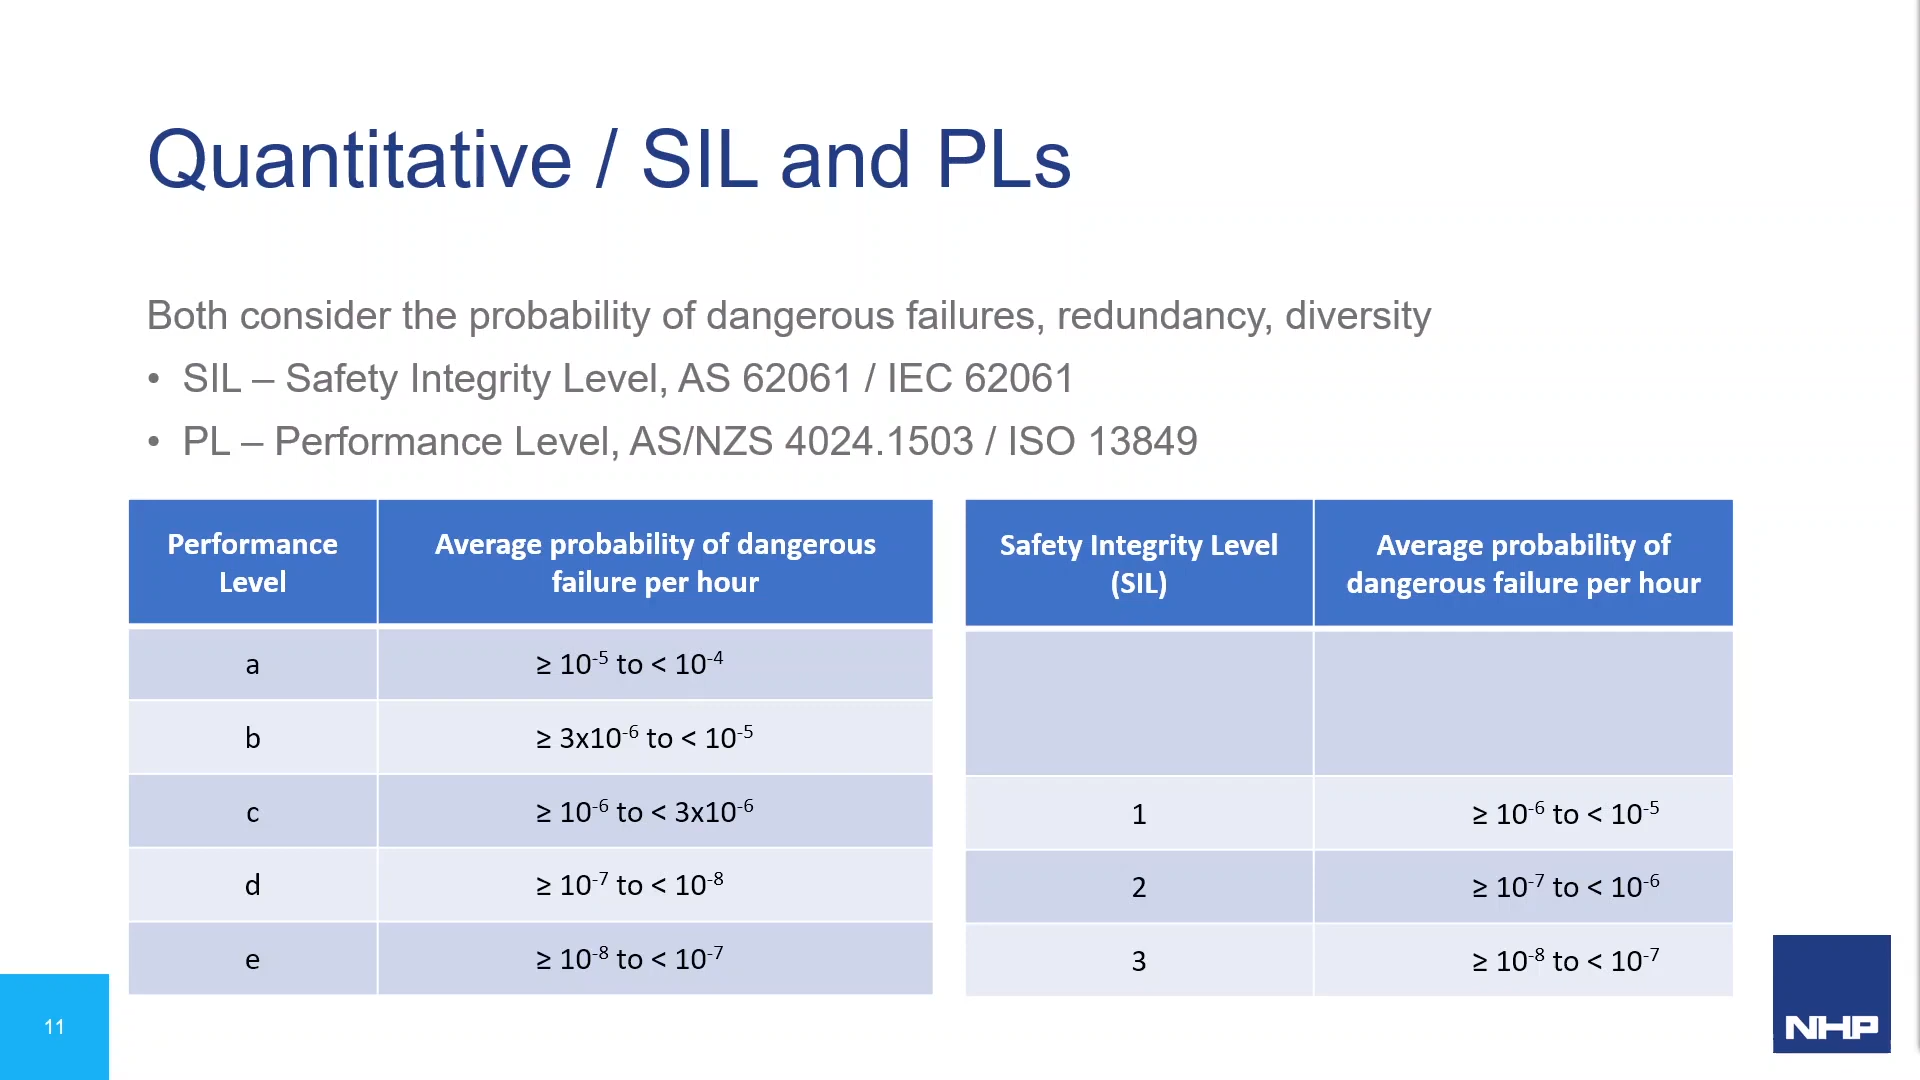 Quantitative / SIL and PLs
Both consider the probability of dangerous failures, redundancy, diversity
• SIL – Safety Integrity Level, AS 62061 / IEC 62061
• PL – Performance Level, AS/NZS 4024.1503 / ISO 13849
Performance
Level
Average probability of dangerous
failure per hour
a
≥ 10⁻⁵ to < 10⁻⁴
b
≥ 3x10⁻⁶ to < 10⁻⁵
c
≥ 10⁻⁶ to < 3x10⁻⁶
d
≥ 10⁻⁷ to < 10⁻⁸
e
≥ 10⁻⁸ to < 10⁻⁷
Safety Integrity Level
(SIL)
Average probability of
dangerous failure per hour
1
≥ 10⁻⁶ to < 10⁻⁵
2
≥ 10⁻⁷ to < 10⁻⁶
3
≥ 10⁻⁸ to < 10⁻⁷
11
NHP